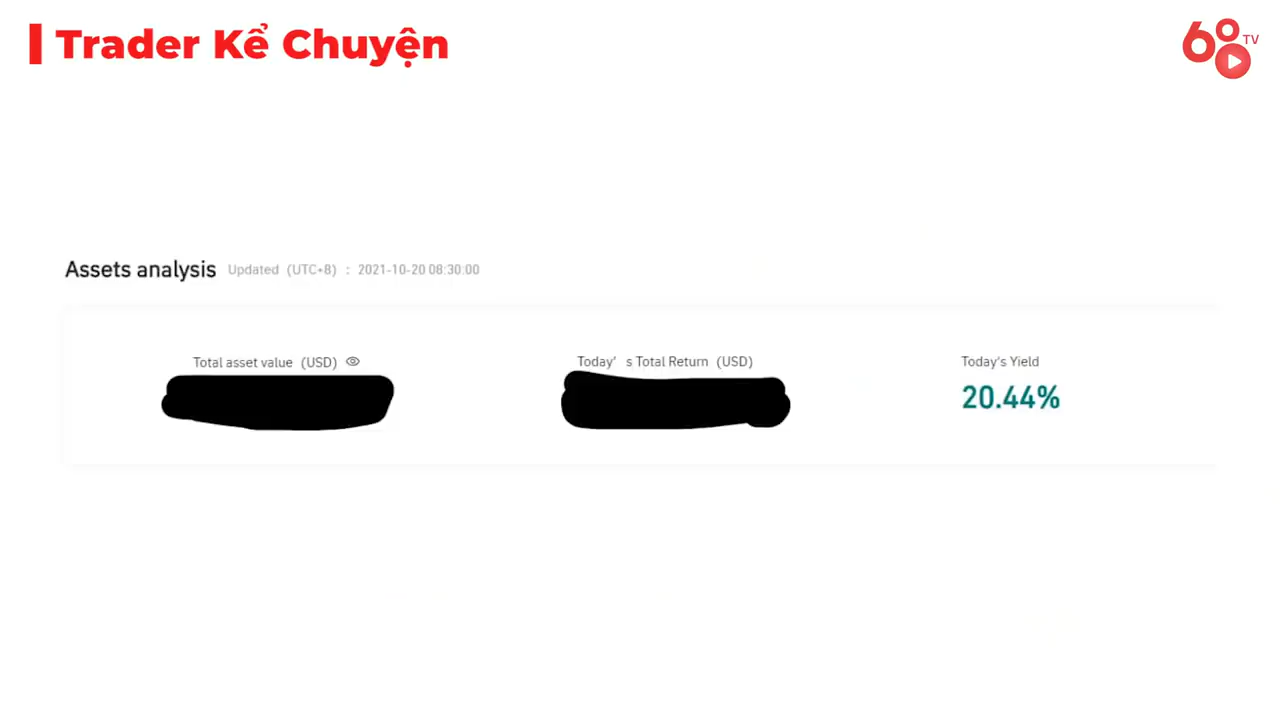 Trader Kể Chuyện
68 TV
Assets analysis Updated (UTC+8) : 2021-10-20 08:30:00
Total asset value (USD) Today' s Total Return (USD) Today's Yield
20.44%